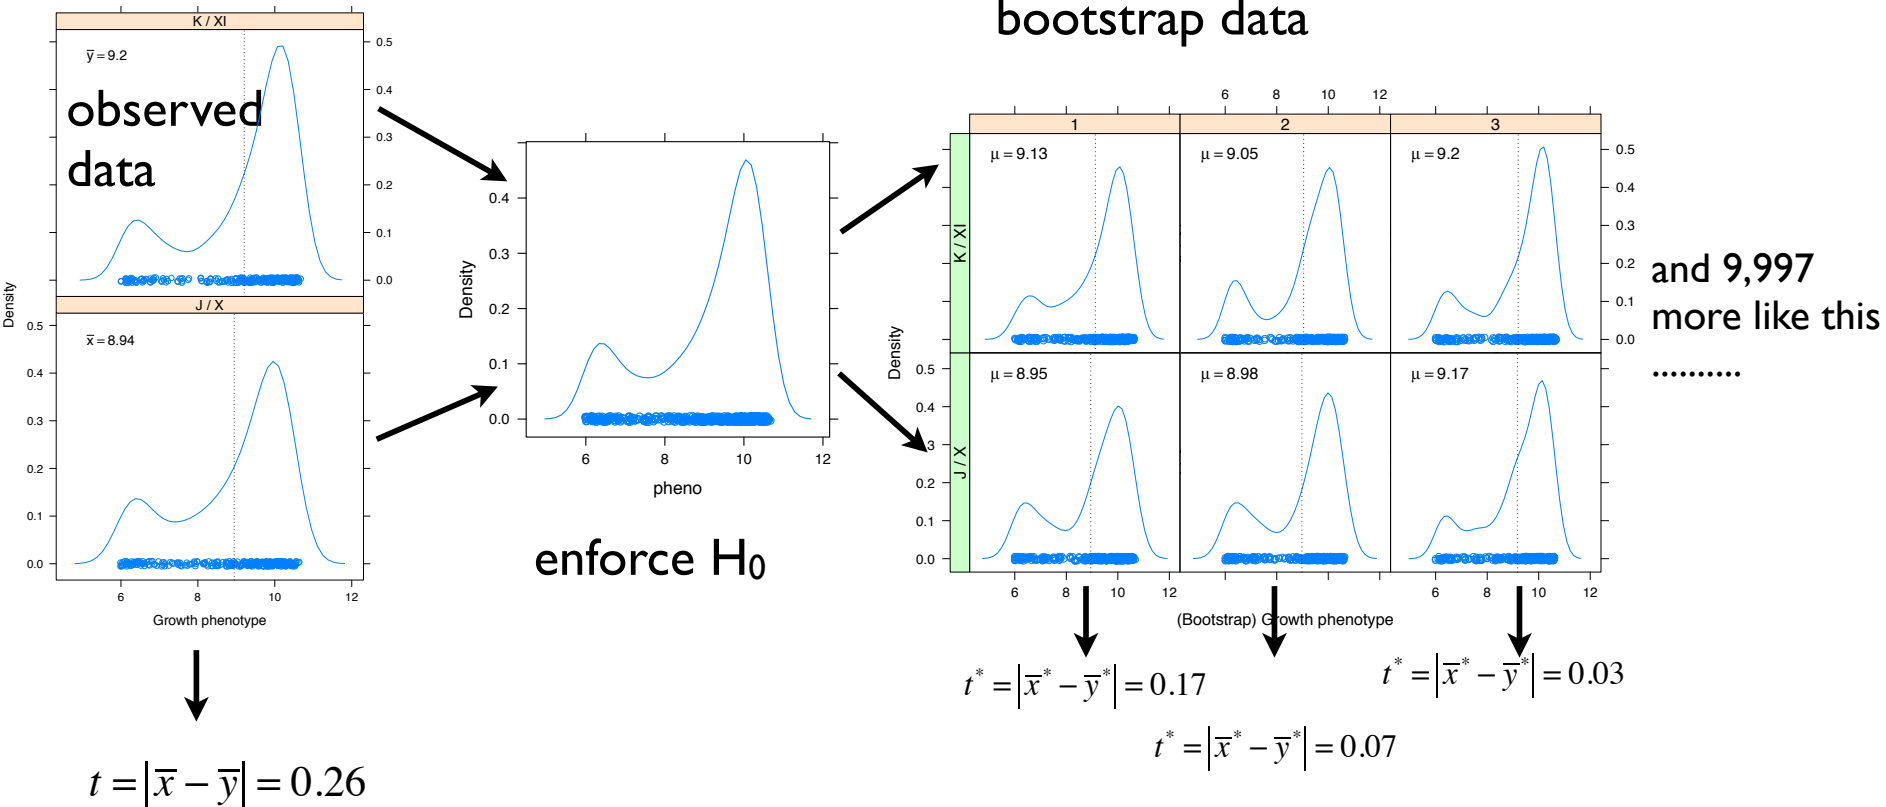 bootstrap data
K / XI
y̅ = 9.2
observed
data
0.5
0.4
0.3
0.2
0.1
0.0
J / X
x̅ = 8.94
0.5
0.4
0.3
0.2
0.1
0.0
Density
6 8 10 12
Growth phenotype
t = |x̅ − y̅| = 0.26
0.4
0.3
0.2
0.1
0.0
Density
6 8 10 12
pheno
enforce H₀
6 8 10 12
1 2 3
K / XI
μ = 9.13 μ = 9.05 μ = 9.2
0.5
0.4
0.3
0.2
0.1
0.0
J / X
μ = 8.95 μ = 8.98 μ = 9.17
0.5
0.4
3
0.2
0.1
0.0
Density
6 8 10 12 6 8 10 12
(Bootstrap) Growth phenotype
t* = |x̅* − y̅*| = 0.17
t* = |x̅* − y̅*| = 0.07
t* = |x̅* − y̅*| = 0.03
and 9,997
more like this
..........